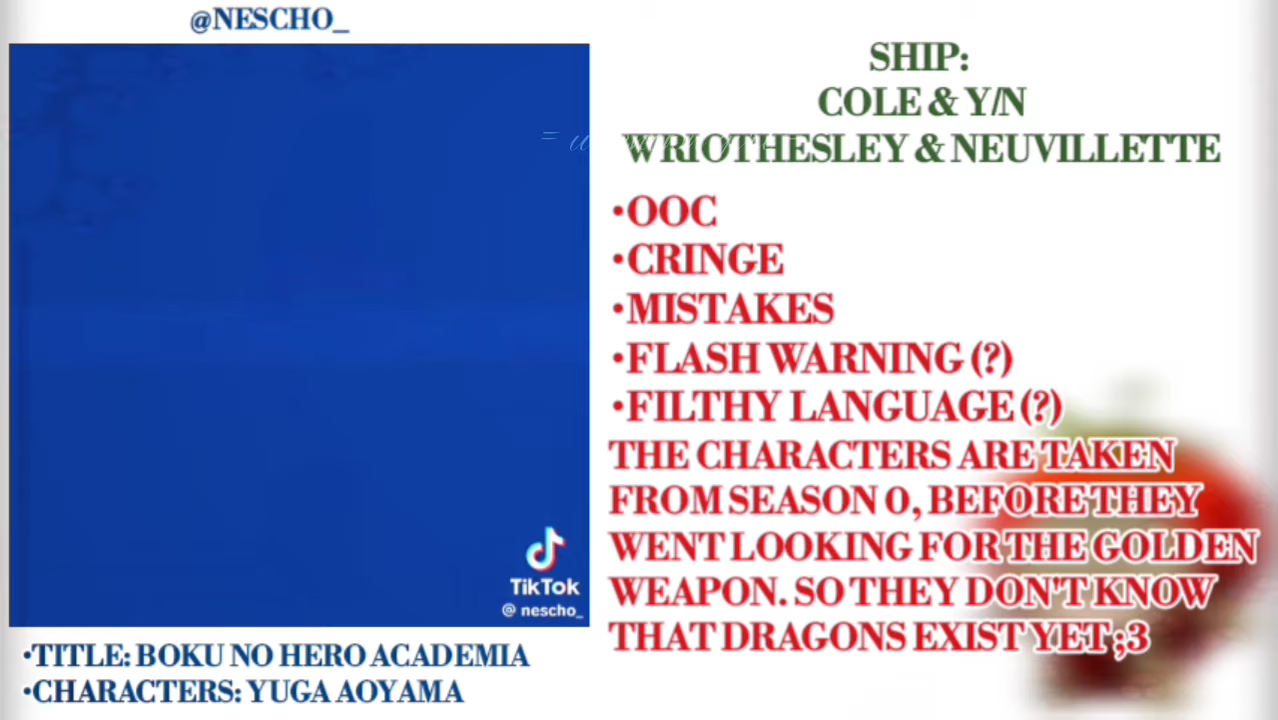 @NESCHO_
TikTok
@ nescho_
•TITLE: BOKU NO HERO ACADEMIA
•CHARACTERS: YUGA AOYAMA
SHIP:
COLE & Y/N
WRIOTHESLEY & NEUVILLETTE
•OOC
•CRINGE
•MISTAKES
•FLASH WARNING (?)
•FILTHY LANGUAGE (?)
THE CHARACTERS ARE TAKEN
FROM SEASON 0, BEFORE THEY
WENT LOOKING FOR THE GOLDEN
WEAPON. SO THEY DON'T KNOW
THAT DRAGONS EXIST YET ;3